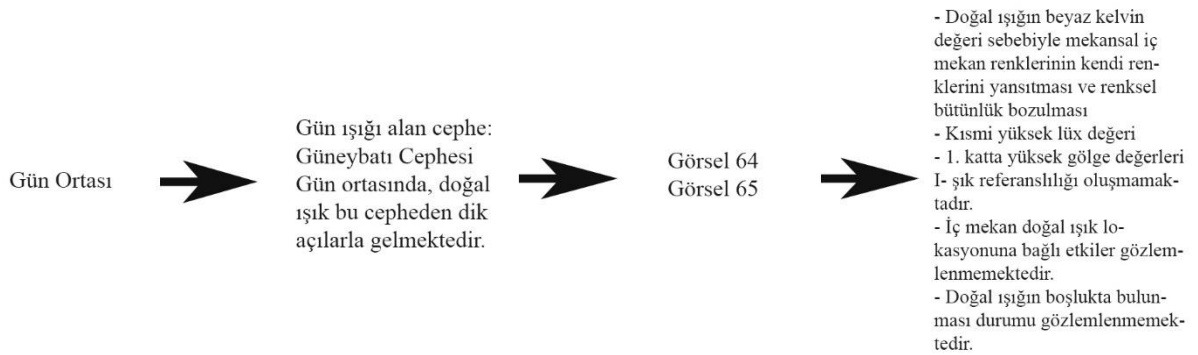 Gün Ortası
Gün ışığı alan cephe:
Güneybatı Cephesi
Gün ortasında, doğal
ışık bu cepheden dik
açılarla gelmektedir.
Görsel 64
Görsel 65
- Doğal ışığın beyaz kelvin
değeri sebebiyle mekansal iç
mekan renklerinin kendi ren-
klerini yansıtması ve renksel
bütünlük bozulması
- Kısmi yüksek lüx değeri
- 1. katta yüksek gölge değerleri
I- şık referanslılığı oluşmamak-
tadır.
- İç mekan doğal ışık lo-
kasyonuna bağlı etkiler gözlem-
lenmemektedir.
- Doğal ışığın boşlukta bulun-
ması durumu gözlemlenmemek-
tedir.